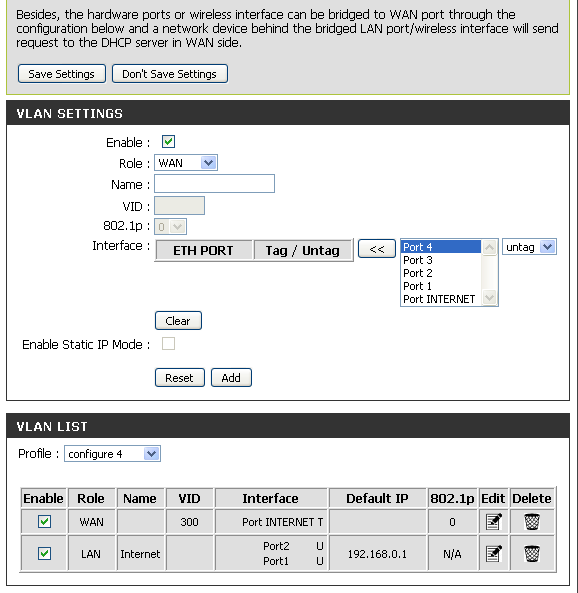 Besides, the hardware ports or wireless interface can be bridged to WAN port through the
configuration below and a network device behind the bridged LAN port/wireless interface will send
request to the DHCP server in WAN side.
Save Settings Don't Save Settings
VLAN SETTINGS
Enable :
Role : WAN
Name :
VID :
802.1p : 0
Interface : ETH PORT Tag / Untag << Port 4 untag
Port 3
Port 2
Port 1
Port INTERNET
Clear
Enable Static IP Mode :
Reset Add
VLAN LIST
Profile : configure 4
Enable Role Name VID Interface Default IP 802.1p Edit Delete
WAN 300 Port INTERNET T 0
LAN Internet Port2 U 192.168.0.1 N/A
Port1 U